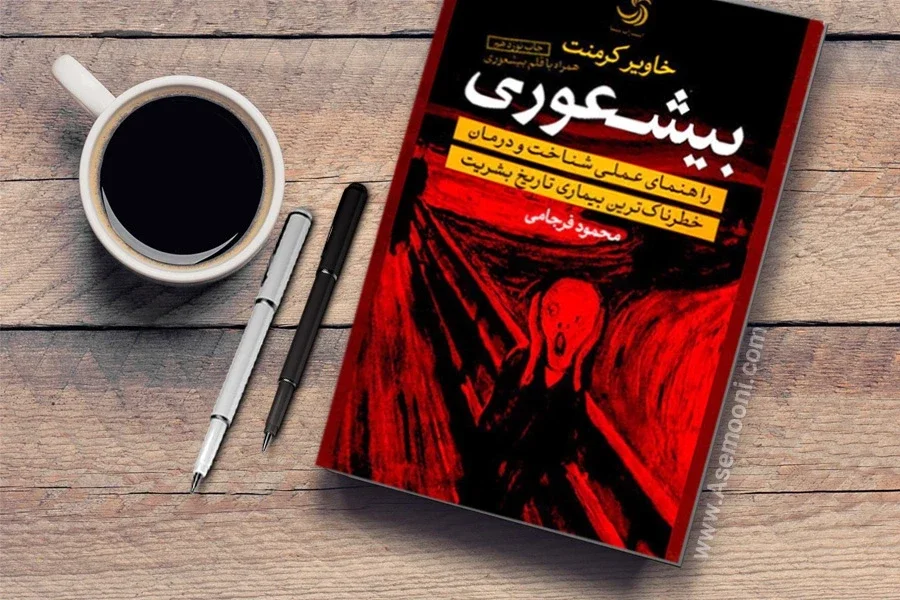 خاویر کرمنت
چاپ نوزدهم
همراه با قلم بیشعوری
بیشعوری
راهنمای عملی شناخت و درمان
خطرناک‌ترین بیماری تاریخ بشریت
محمود فرجامی
www.Asemooni.com